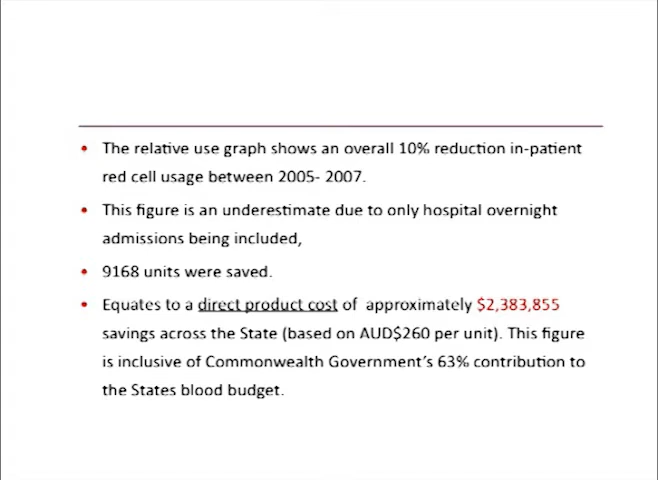 • The relative use graph shows an overall 10% reduction in-patient
red cell usage between 2005- 2007.
• This figure is an underestimate due to only hospital overnight
admissions being included,
• 9168 units were saved.
• Equates to a direct product cost of approximately $2,383,855
savings across the State (based on AUD$260 per unit). This figure
is inclusive of Commonwealth Government's 63% contribution to
the States blood budget.